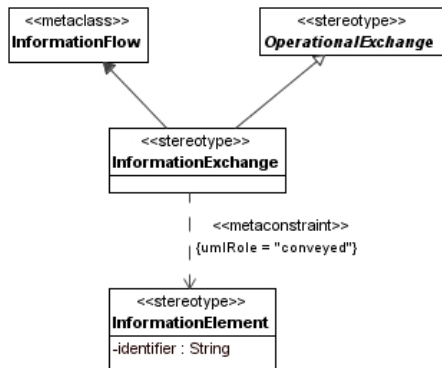 <<metaclass>>
InformationFlow
<<stereotype>>
OperationalExchange
<<stereotype>>
InformationExchange
<<metaconstraint>>
{umlRole = "conveyed"}
<<stereotype>>
InformationElement
-identifier : String